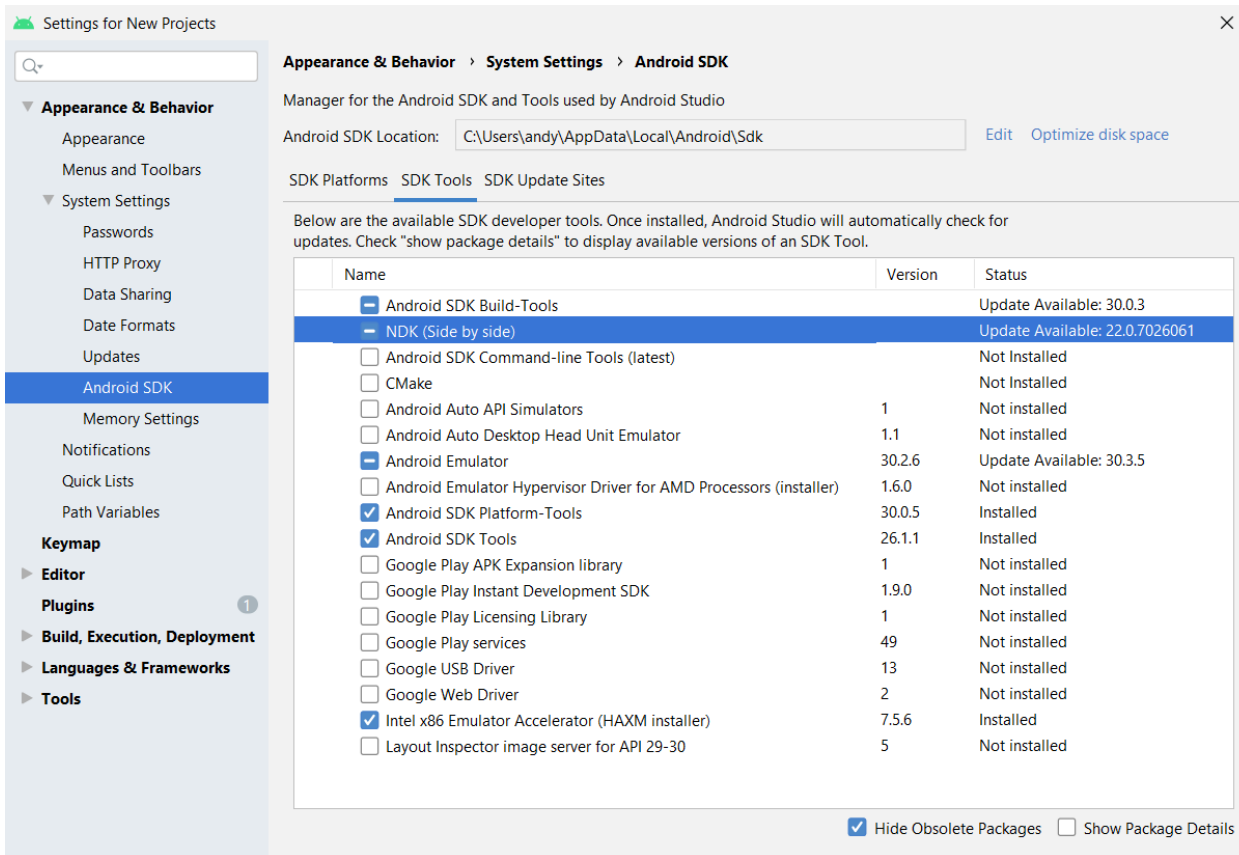 Settings for New Projects
Appearance & Behavior
Appearance
Menus and Toolbars
System Settings
Passwords
HTTP Proxy
Data Sharing
Date Formats
Updates
Android SDK
Memory Settings
Notifications
Quick Lists
Path Variables
Keymap
Editor
Plugins 1
Build, Execution, Deployment
Languages & Frameworks
Tools
Appearance & Behavior › System Settings › Android SDK
Manager for the Android SDK and Tools used by Android Studio
Android SDK Location: C:\Users\andy\AppData\Local\Android\Sdk Edit Optimize disk space
SDK Platforms SDK Tools SDK Update Sites
Below are the available SDK developer tools. Once installed, Android Studio will automatically check for
updates. Check "show package details" to display available versions of an SDK Tool.
Name Version Status
Android SDK Build-Tools Update Available: 30.0.3
NDK (Side by side) Update Available: 22.0.7026061
Android SDK Command-line Tools (latest) Not Installed
CMake Not Installed
Android Auto API Simulators 1 Not installed
Android Auto Desktop Head Unit Emulator 1.1 Not installed
Android Emulator 30.2.6 Update Available: 30.3.5
Android Emulator Hypervisor Driver for AMD Processors (installer) 1.6.0 Not installed
Android SDK Platform-Tools 30.0.5 Installed
Android SDK Tools 26.1.1 Installed
Google Play APK Expansion library 1 Not installed
Google Play Instant Development SDK 1.9.0 Not installed
Google Play Licensing Library 1 Not installed
Google Play services 49 Not installed
Google USB Driver 13 Not installed
Google Web Driver 2 Not installed
Intel x86 Emulator Accelerator (HAXM installer) 7.5.6 Installed
Layout Inspector image server for API 29-30 5 Not installed
Hide Obsolete Packages Show Package Details